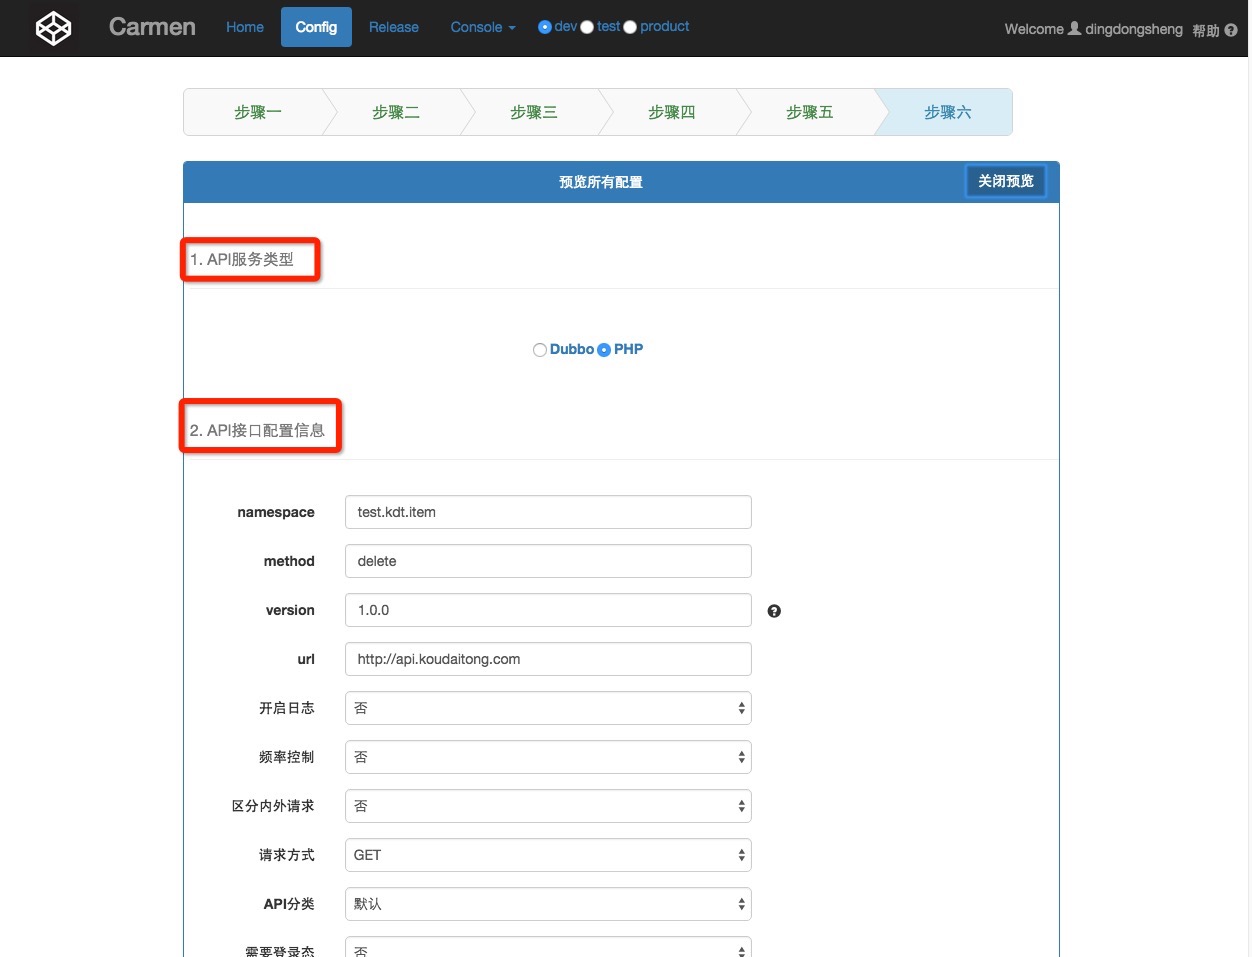 Carmen Home Config Release Console dev test product Welcome dingdongsheng 帮助
步骤一 步骤二 步骤三 步骤四 步骤五 步骤六
预览所有配置 关闭预览
1. API服务类型
Dubbo PHP
2. API接口配置信息
namespace test.kdt.item
method delete
version 1.0.0
url http://api.koudaitong.com
开启日志 否
频率控制 否
区分内外请求 否
请求方式 GET
API分类 默认
需要登录态 否